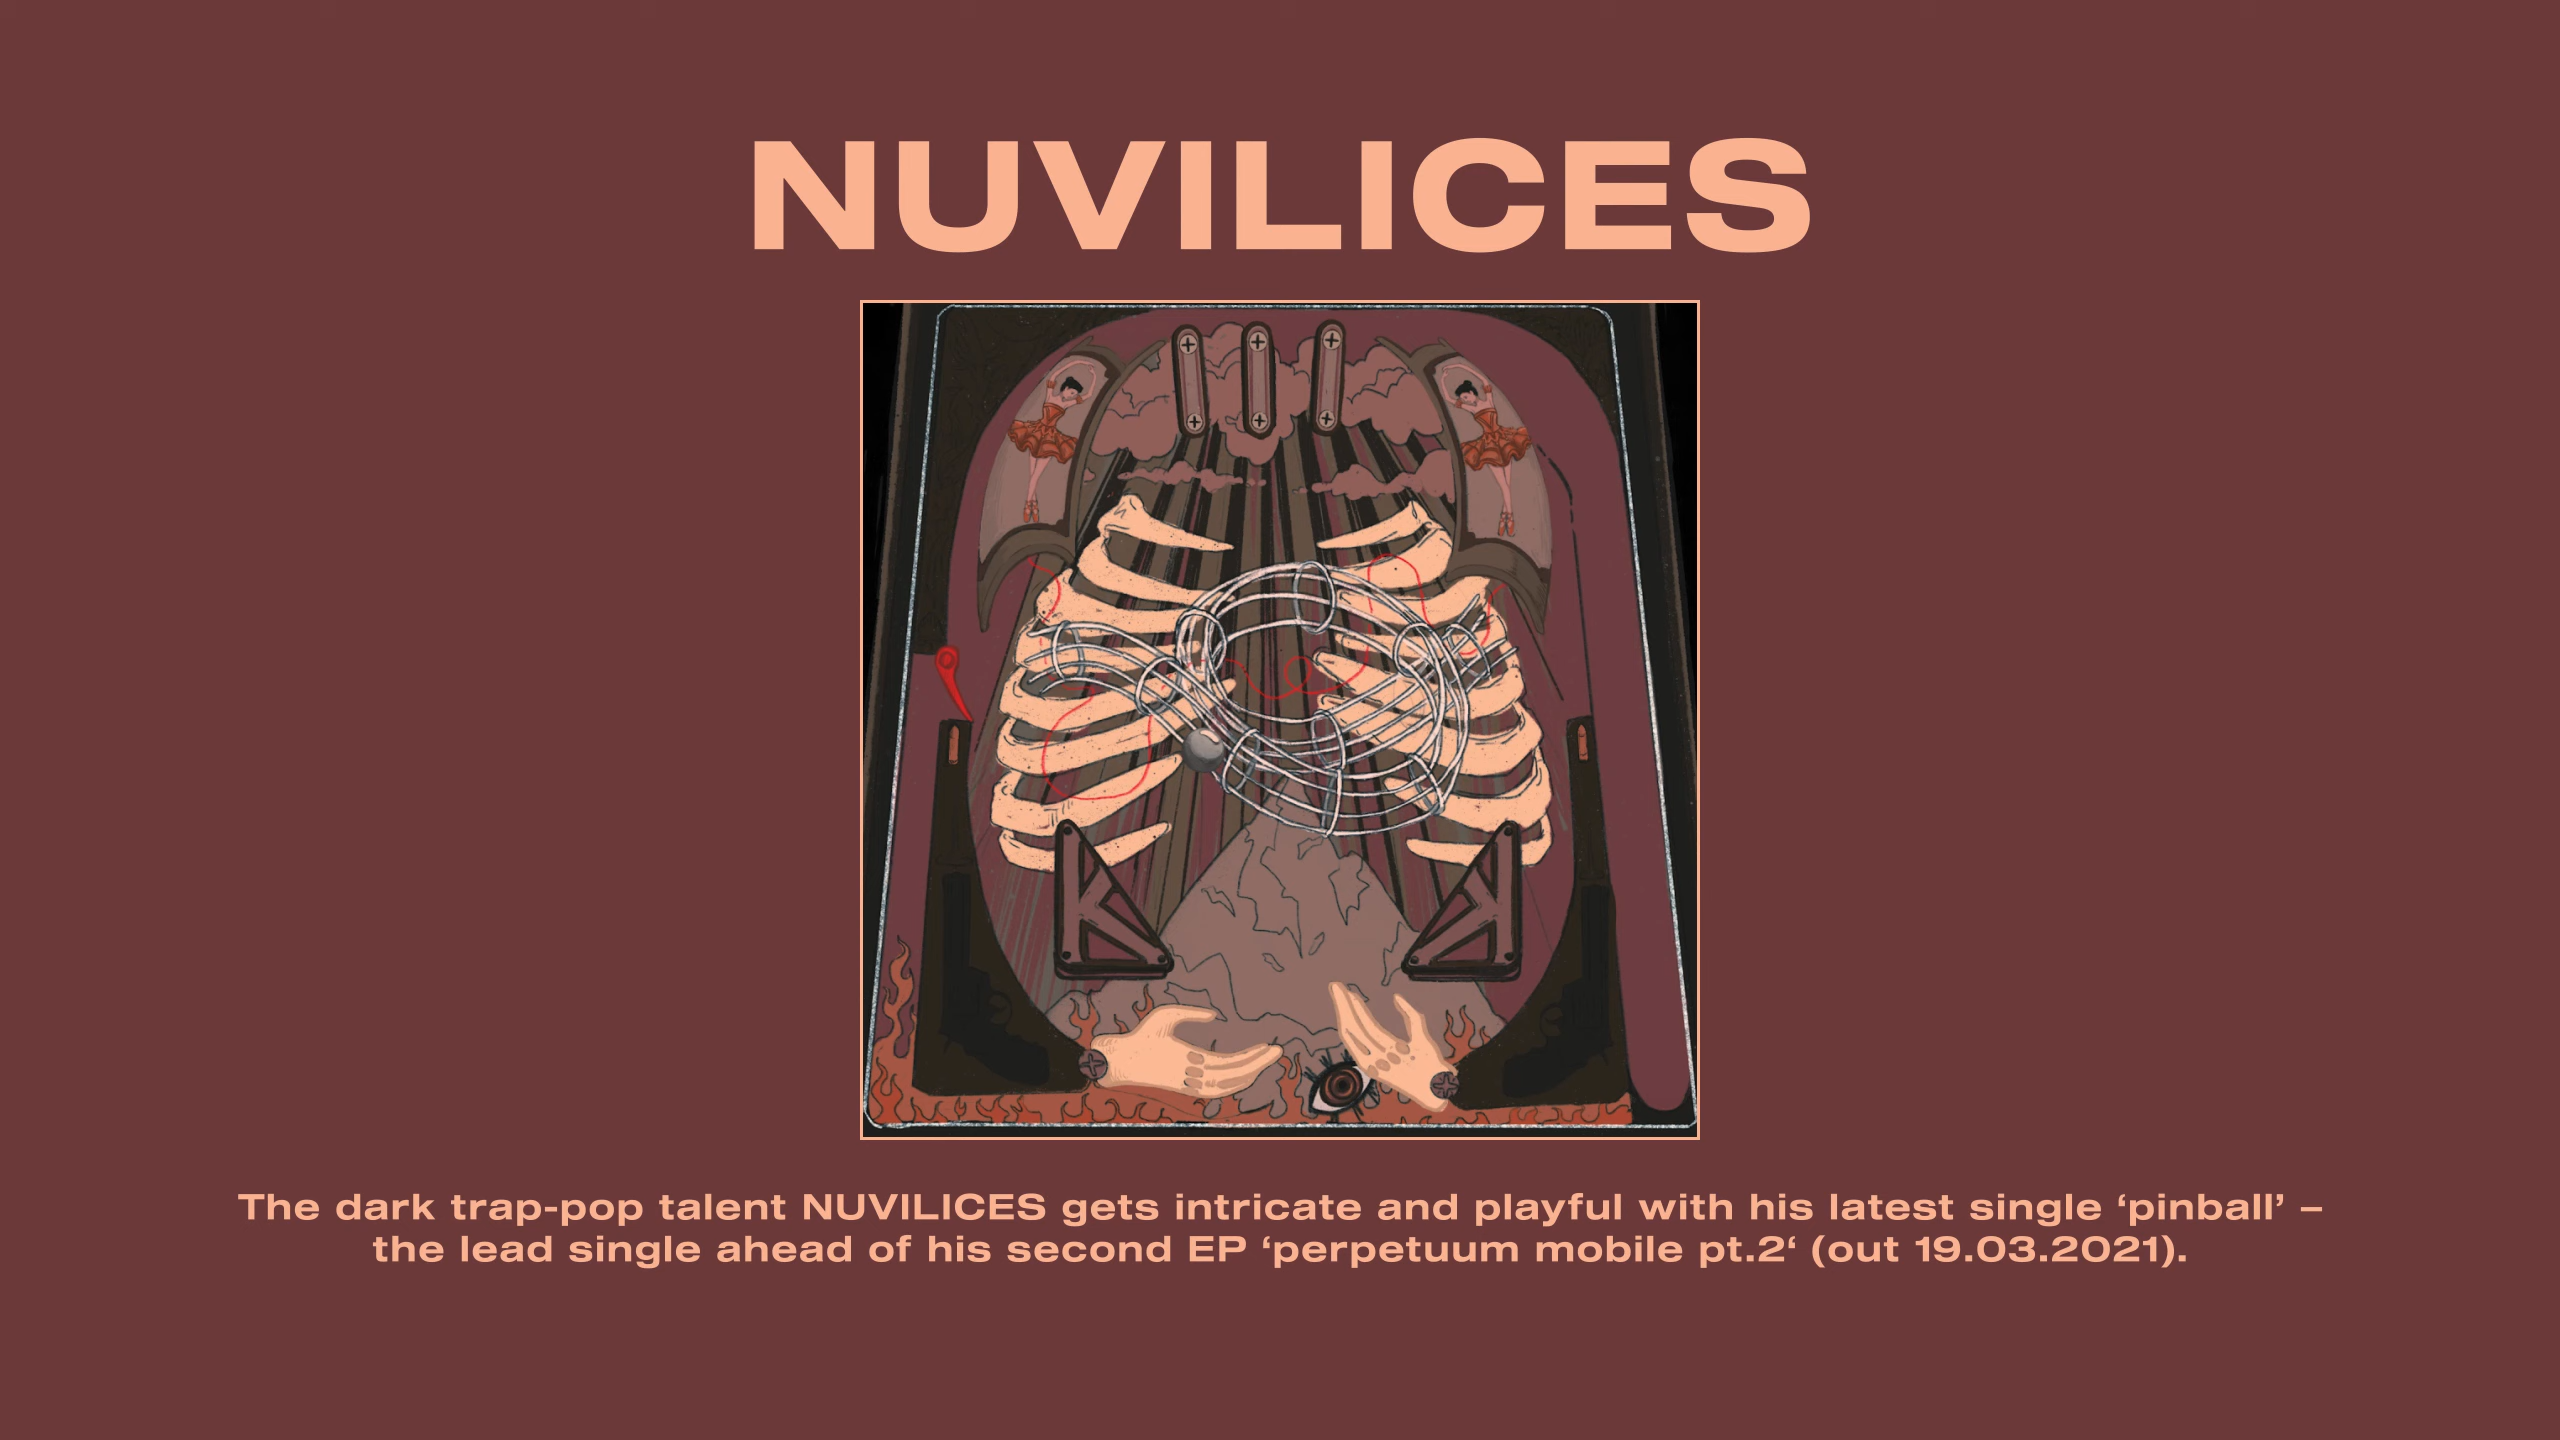 NUVILICES
The dark trap-pop talent NUVILICES gets intricate and playful with his latest single ‘pinball’ –
the lead single ahead of his second EP ‘perpetuum mobile pt.2‘ (out 19.03.2021).